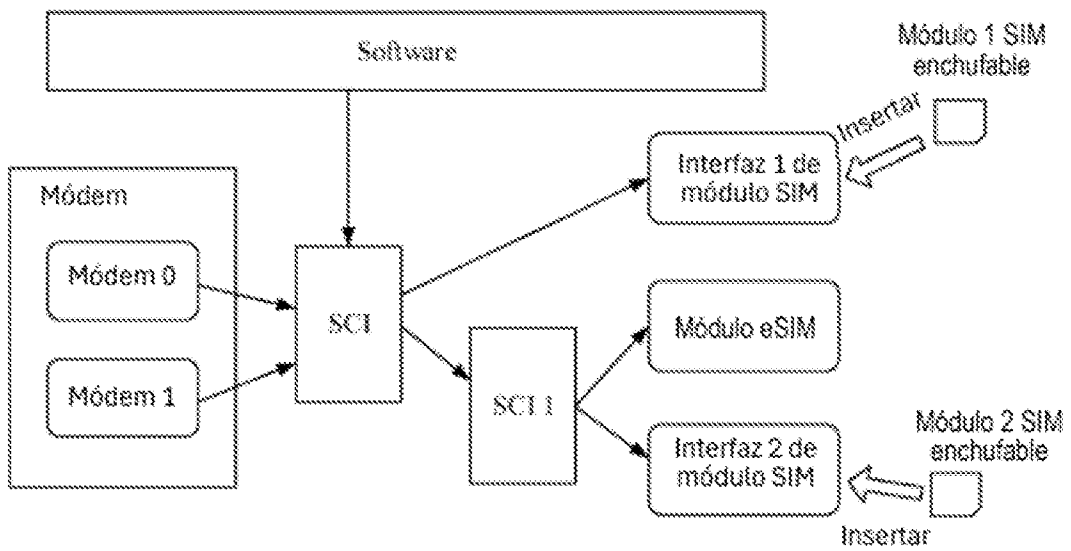 Software
Módulo 1 SIM
enchufable
Insertar
Interfaz 1 de
módulo SIM
Módem
Módem 0
Módem 1
SCI
SCI 1
Módulo eSIM
Interfaz 2 de
módulo SIM
Módulo 2 SIM
enchufable
Insertar